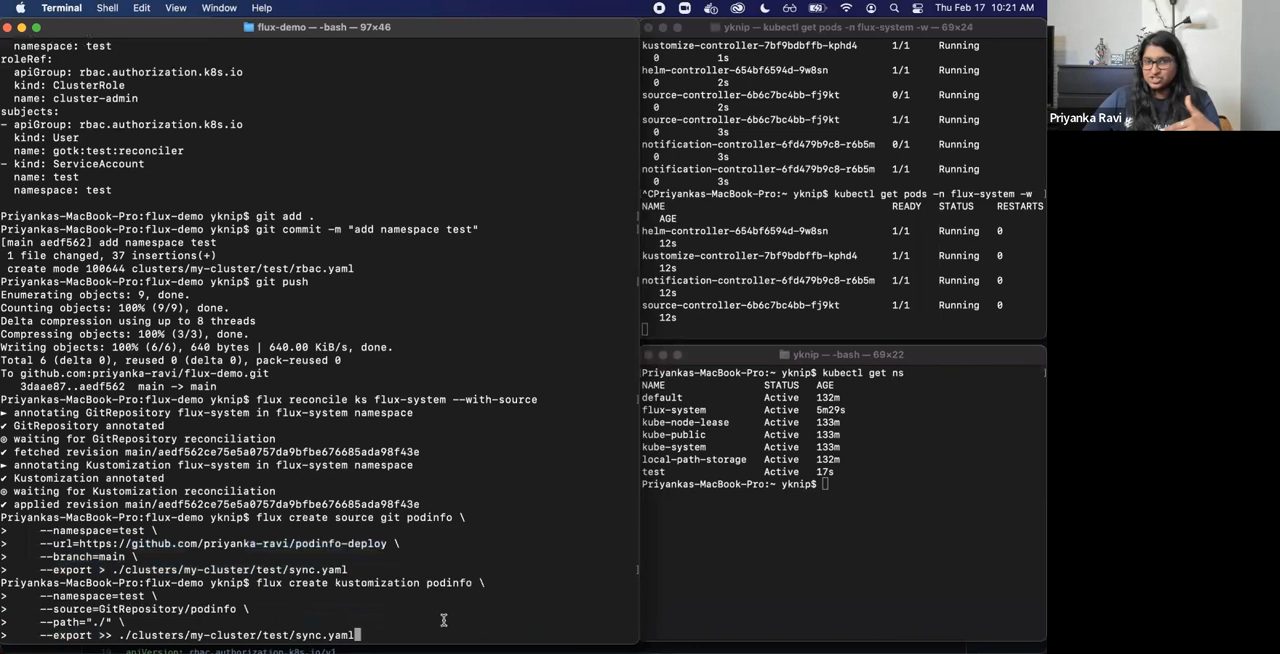 Terminal Shell Edit View Window Help
Thu Feb 17 10:21 AM
flux-demo — -bash — 97×46
namespace: test
roleRef:
apiGroup: rbac.authorization.k8s.io
kind: ClusterRole
name: cluster-admin
subjects:
- apiGroup: rbac.authorization.k8s.io
kind: User
name: gotk:test:reconciler
- kind: ServiceAccount
name: test
namespace: test
Priyankas-MacBook-Pro:flux-demo yknip$ git add .
Priyankas-MacBook-Pro:flux-demo yknip$ git commit -m "add namespace test"
[main aedf562] add namespace test
1 file changed, 37 insertions(+)
create mode 100644 clusters/my-cluster/test/rbac.yaml
Priyankas-MacBook-Pro:flux-demo yknip$ git push
Enumerating objects: 9, done.
Counting objects: 100% (9/9), done.
Delta compression using up to 8 threads
Compressing objects: 100% (3/3), done.
Writing objects: 100% (6/6), 640 bytes | 640.00 KiB/s, done.
Total 6 (delta 0), reused 0 (delta 0), pack-reused 0
To github.com:priyanka-ravi/flux-demo.git
3daae87..aedf562 main -> main
Priyankas-MacBook-Pro:flux-demo yknip$ flux reconcile ks flux-system --with-source
► annotating GitRepository flux-system in flux-system namespace
✔ GitRepository annotated
◎ waiting for GitRepository reconciliation
✔ fetched revision main/aedf562ce75e5a0757da9bfbe676685ada98f43e
► annotating Kustomization flux-system in flux-system namespace
✔ Kustomization annotated
◎ waiting for Kustomization reconciliation
✔ applied revision main/aedf562ce75e5a0757da9bfbe676685ada98f43e
Priyankas-MacBook-Pro:flux-demo yknip$ flux create source git podinfo \
> --namespace=test \
> --url=https://github.com/priyanka-ravi/podinfo-deploy \
> --branch=main \
> --export > ./clusters/my-cluster/test/sync.yaml
Priyankas-MacBook-Pro:flux-demo yknip$ flux create kustomization podinfo \
> --namespace=test \
> --source=GitRepository/podinfo \
> --path="./" \
> --export >> ./clusters/my-cluster/test/sync.yaml
apiVersion: rbac.authorization.k8s.io/v1
yknip — kubectl get pods -n flux-system -w — 69×24
kustomize-controller-7bf9bdbffb-kphd4 1/1 Running
0 1s
helm-controller-654bf6594d-9w8sn 1/1 Running
0 2s
source-controller-6b6c7bc4bb-fj9kt 0/1 Running
0 2s
source-controller-6b6c7bc4bb-fj9kt 1/1 Running
0 3s
notification-controller-6fd479b9c8-r6b5m 0/1 Running
0 3s
notification-controller-6fd479b9c8-r6b5m 1/1 Running
0 3s
^CPriyankas-MacBook-Pro:~ yknip$ kubectl get pods -n flux-system -w
NAME READY STATUS RESTARTS
AGE
helm-controller-654bf6594d-9w8sn 1/1 Running 0
12s
kustomize-controller-7bf9bdbffb-kphd4 1/1 Running 0
12s
notification-controller-6fd479b9c8-r6b5m 1/1 Running 0
12s
source-controller-6b6c7bc4bb-fj9kt 1/1 Running 0
12s
yknip — -bash — 69×22
Priyankas-MacBook-Pro:~ yknip$ kubectl get ns
NAME STATUS AGE
default Active 132m
flux-system Active 5m29s
kube-node-lease Active 133m
kube-public Active 133m
kube-system Active 133m
local-path-storage Active 132m
test Active 17s
Priyankas-MacBook-Pro:~ yknip$
Priyanka Ravi